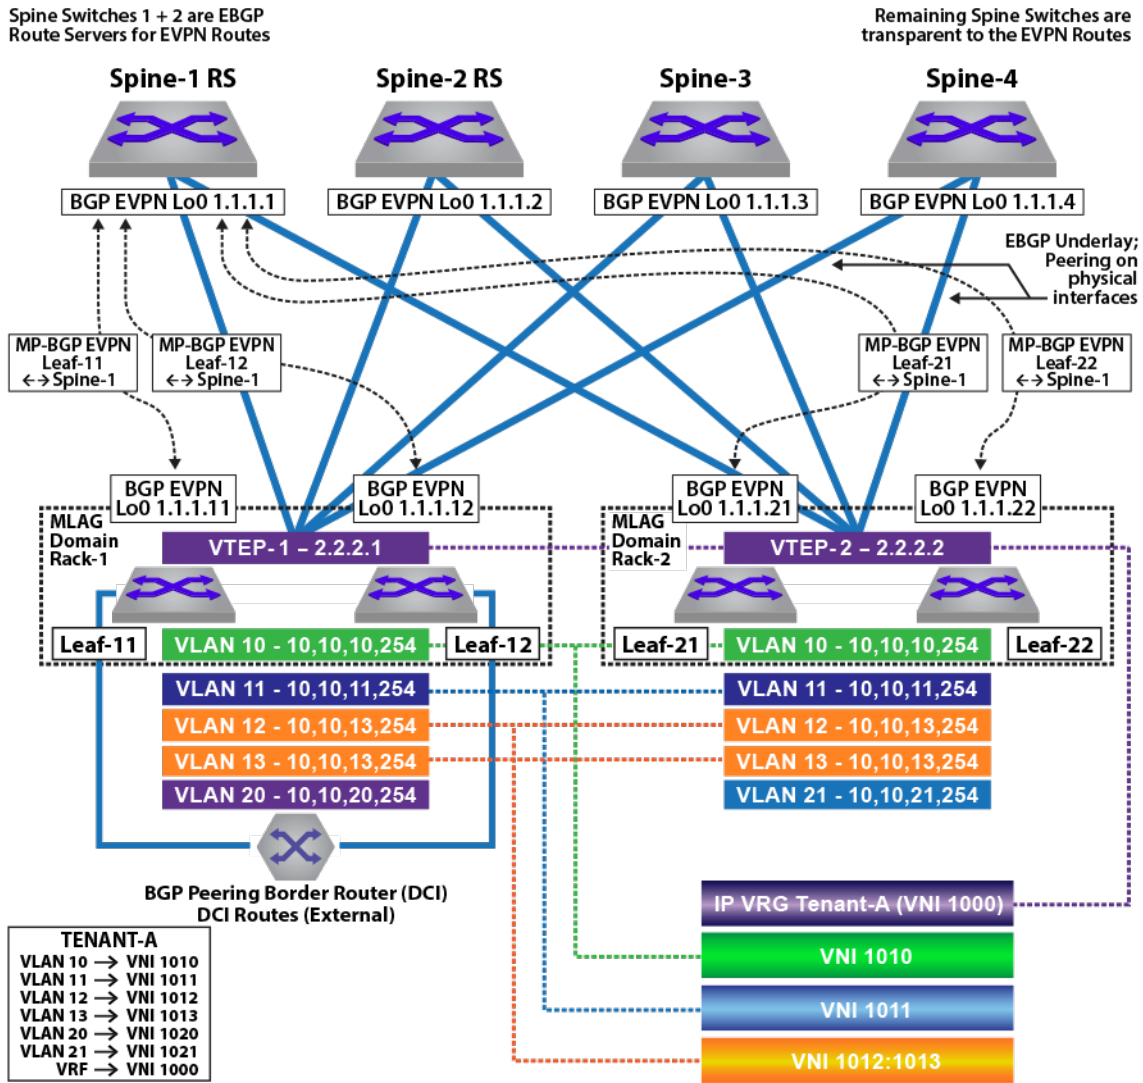 Spine Switches 1 + 2 are EBGP
Route Servers for EVPN Routes
Remaining Spine Switches are
transparent to the EVPN Routes
Spine-1 RS
Spine-2 RS
Spine-3
Spine-4
BGP EVPN Lo0 1.1.1.1
BGP EVPN Lo0 1.1.1.2
BGP EVPN Lo0 1.1.1.3
BGP EVPN Lo0 1.1.1.4
EBGP Underlay;
Peering on
physical
interfaces
MP-BGP EVPN
Leaf-11
←→Spine-1
MP-BGP EVPN
Leaf-12
←→Spine-1
MP-BGP EVPN
Leaf-21
←→Spine-1
MP-BGP EVPN
Leaf-22
←→Spine-1
BGP EVPN
Lo0 1.1.1.11
BGP EVPN
Lo0 1.1.1.12
BGP EVPN
Lo0 1.1.1.21
BGP EVPN
Lo0 1.1.1.22
MLAG
Domain
Rack-1
VTEP-1 – 2.2.2.1
MLAG
Domain
Rack-2
VTEP-2 – 2.2.2.2
Leaf-11
VLAN 10 - 10,10,10,254
Leaf-12
Leaf-21
VLAN 10 - 10,10,10,254
Leaf-22
VLAN 11 - 10,10,11,254
VLAN 11 - 10,10,11,254
VLAN 12 - 10,10,13,254
VLAN 12 - 10,10,13,254
VLAN 13 - 10,10,13,254
VLAN 13 - 10,10,13,254
VLAN 20 - 10,10,20,254
VLAN 21 - 10,10,21,254
BGP Peering Border Router (DCI)
DCI Routes (External)
IP VRG Tenant-A (VNI 1000)
VNI 1010
VNI 1011
VNI 1012:1013
TENANT-A
VLAN 10 → VNI 1010
VLAN 11 → VNI 1011
VLAN 12 → VNI 1012
VLAN 13 → VNI 1013
VLAN 20 → VNI 1020
VLAN 21 → VNI 1021
VRF → VNI 1000